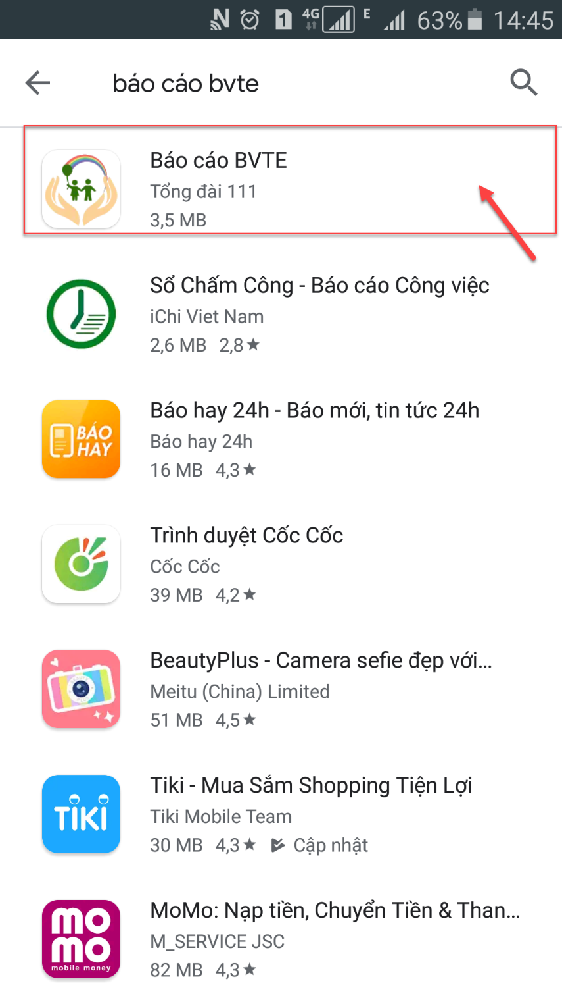 4G E 63% 14:45
1
báo cáo bvte
Báo cáo BVTE
Tổng đài 111
3,5 MB
Sổ Chấm Công - Báo cáo Công việc
iChi Viet Nam
2,6 MB 2,8★
BÁO
HAY
Báo hay 24h - Báo mới, tin tức 24h
Báo hay 24h
16 MB 4,3★
Trình duyệt Cốc Cốc
Cốc Cốc
39 MB 4,2★
BeautyPlus - Camera sefie đẹp với...
Meitu (China) Limited
51 MB 4,5★
TIKI
Tiki - Mua Sắm Shopping Tiện Lợi
Tiki Mobile Team
30 MB 4,3★ Cập nhật
mo
mo
mobile money
MoMo: Nạp tiền, Chuyển Tiền & Than...
M_SERVICE JSC
82 MB 4,3★